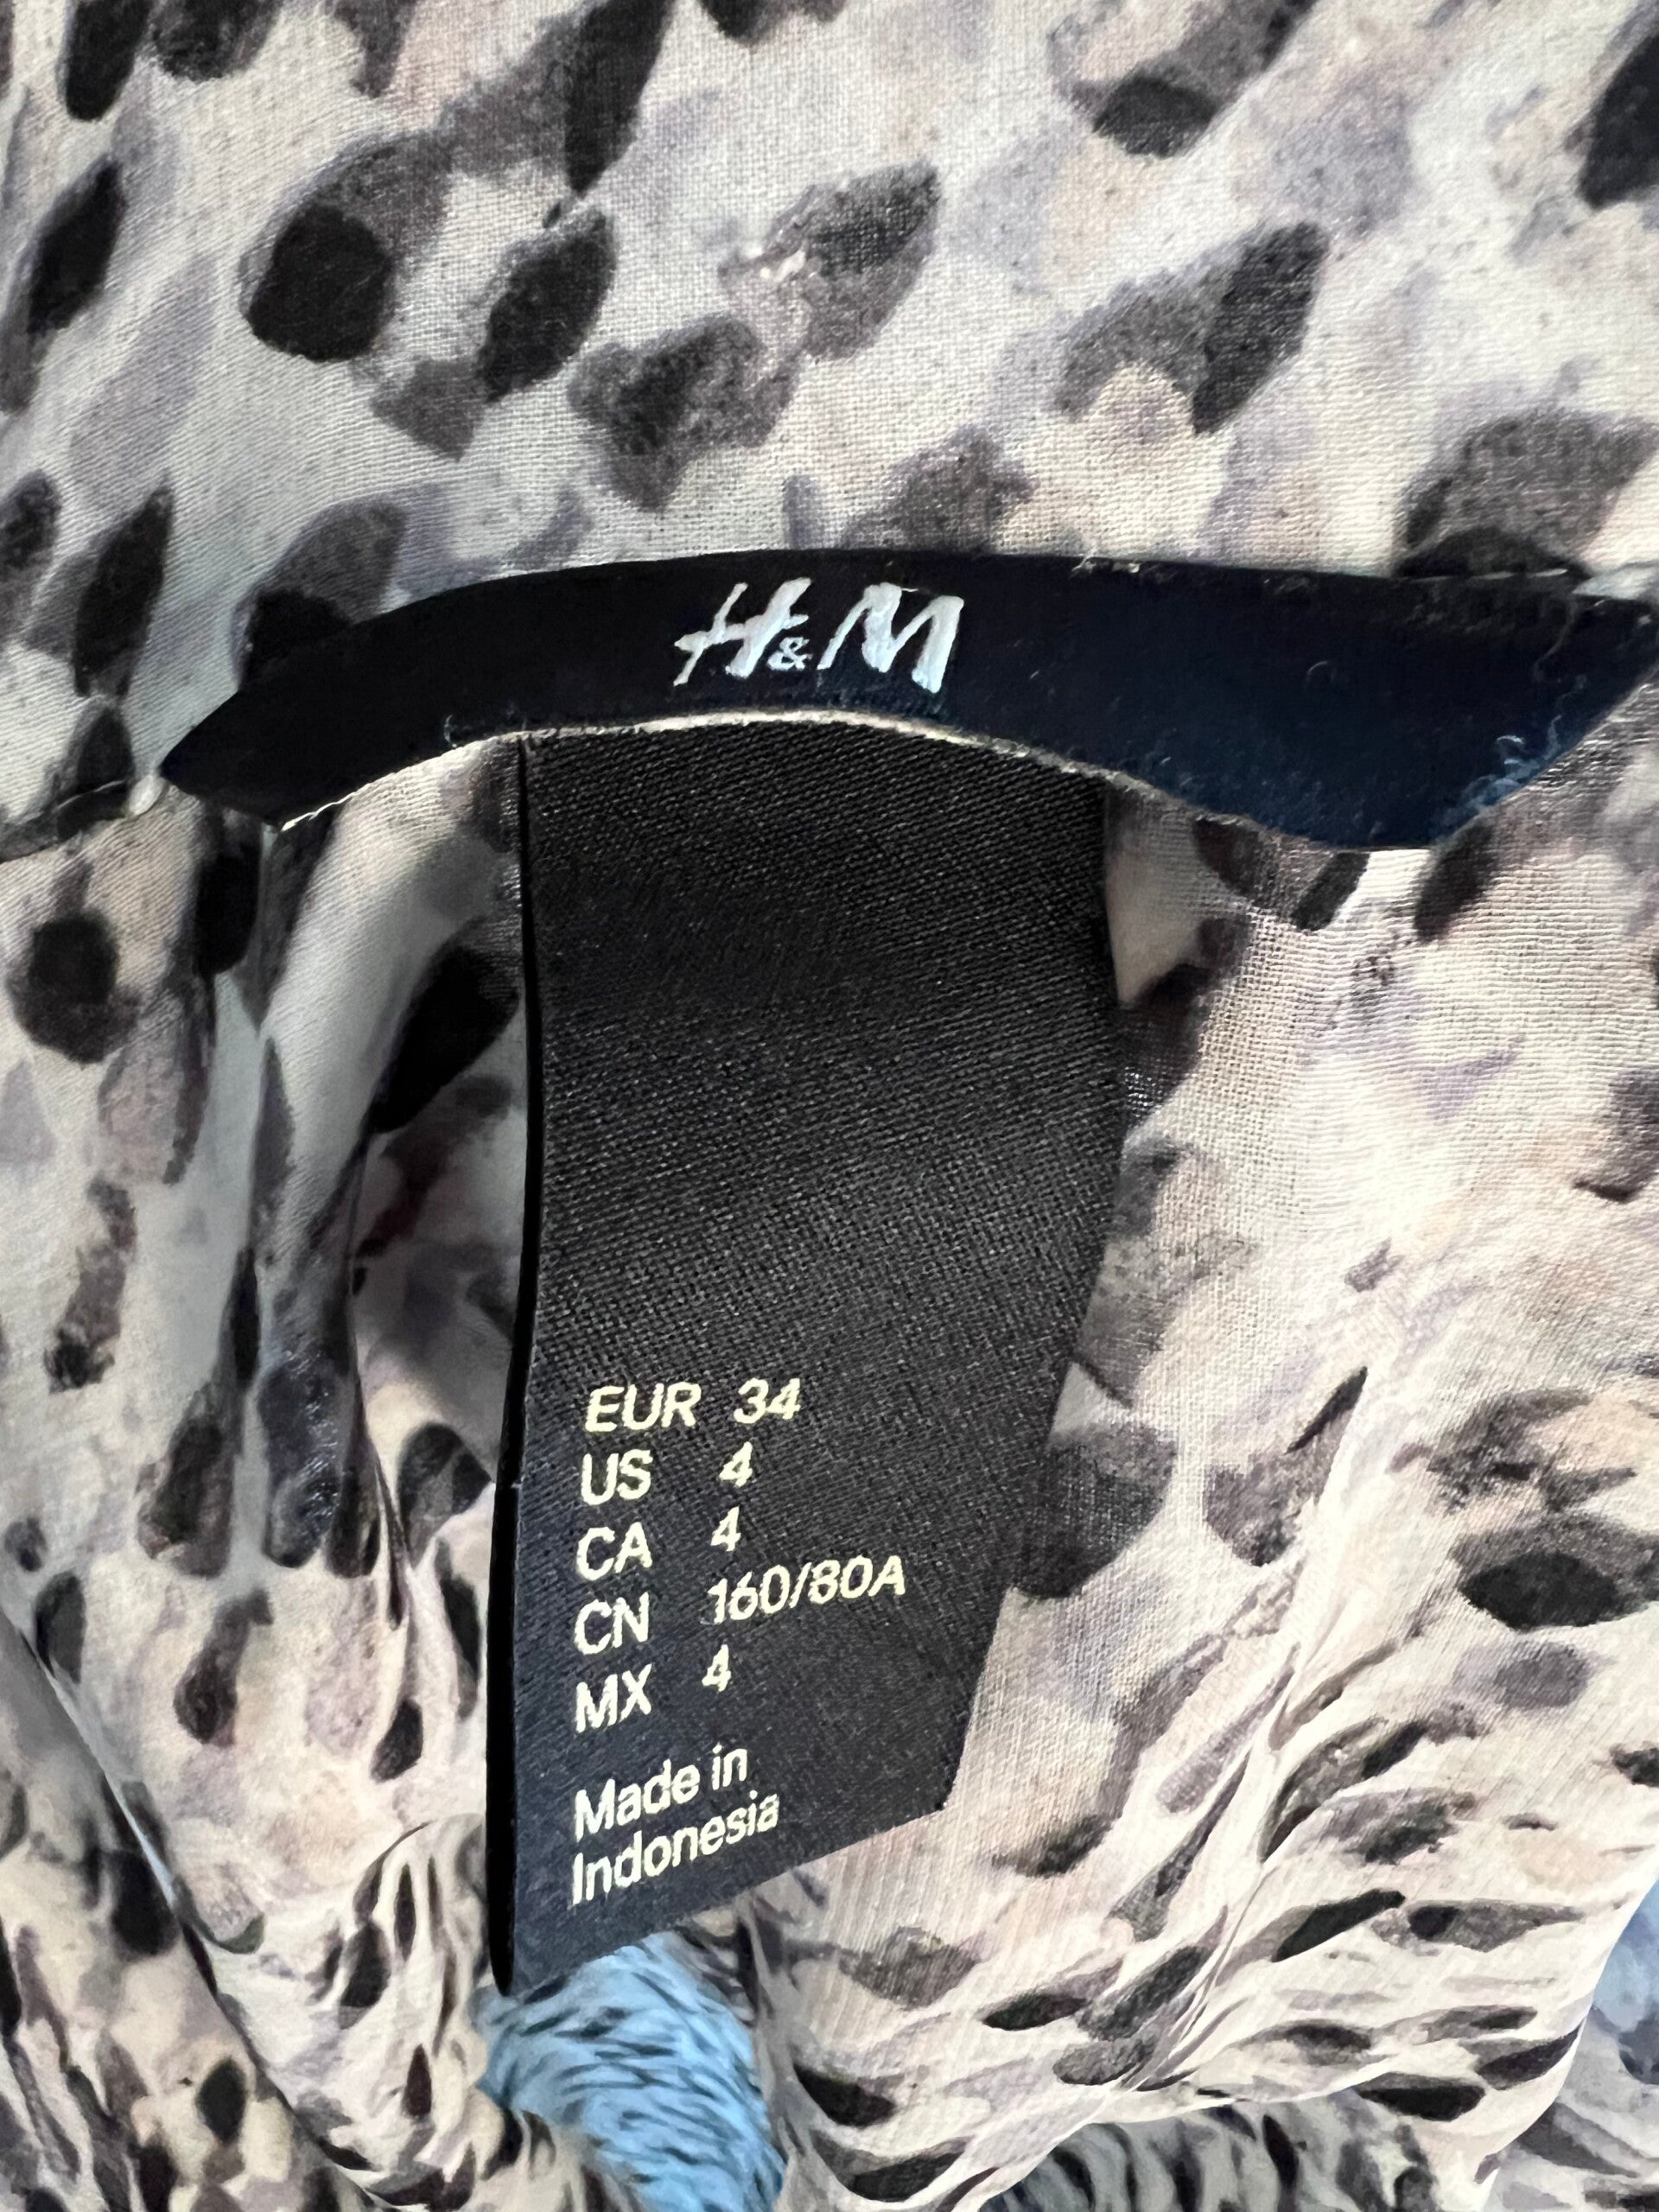 H&M
EUR 34
US 4
CA 4
CN 160/80A
MX 4
Made in
Indonesia